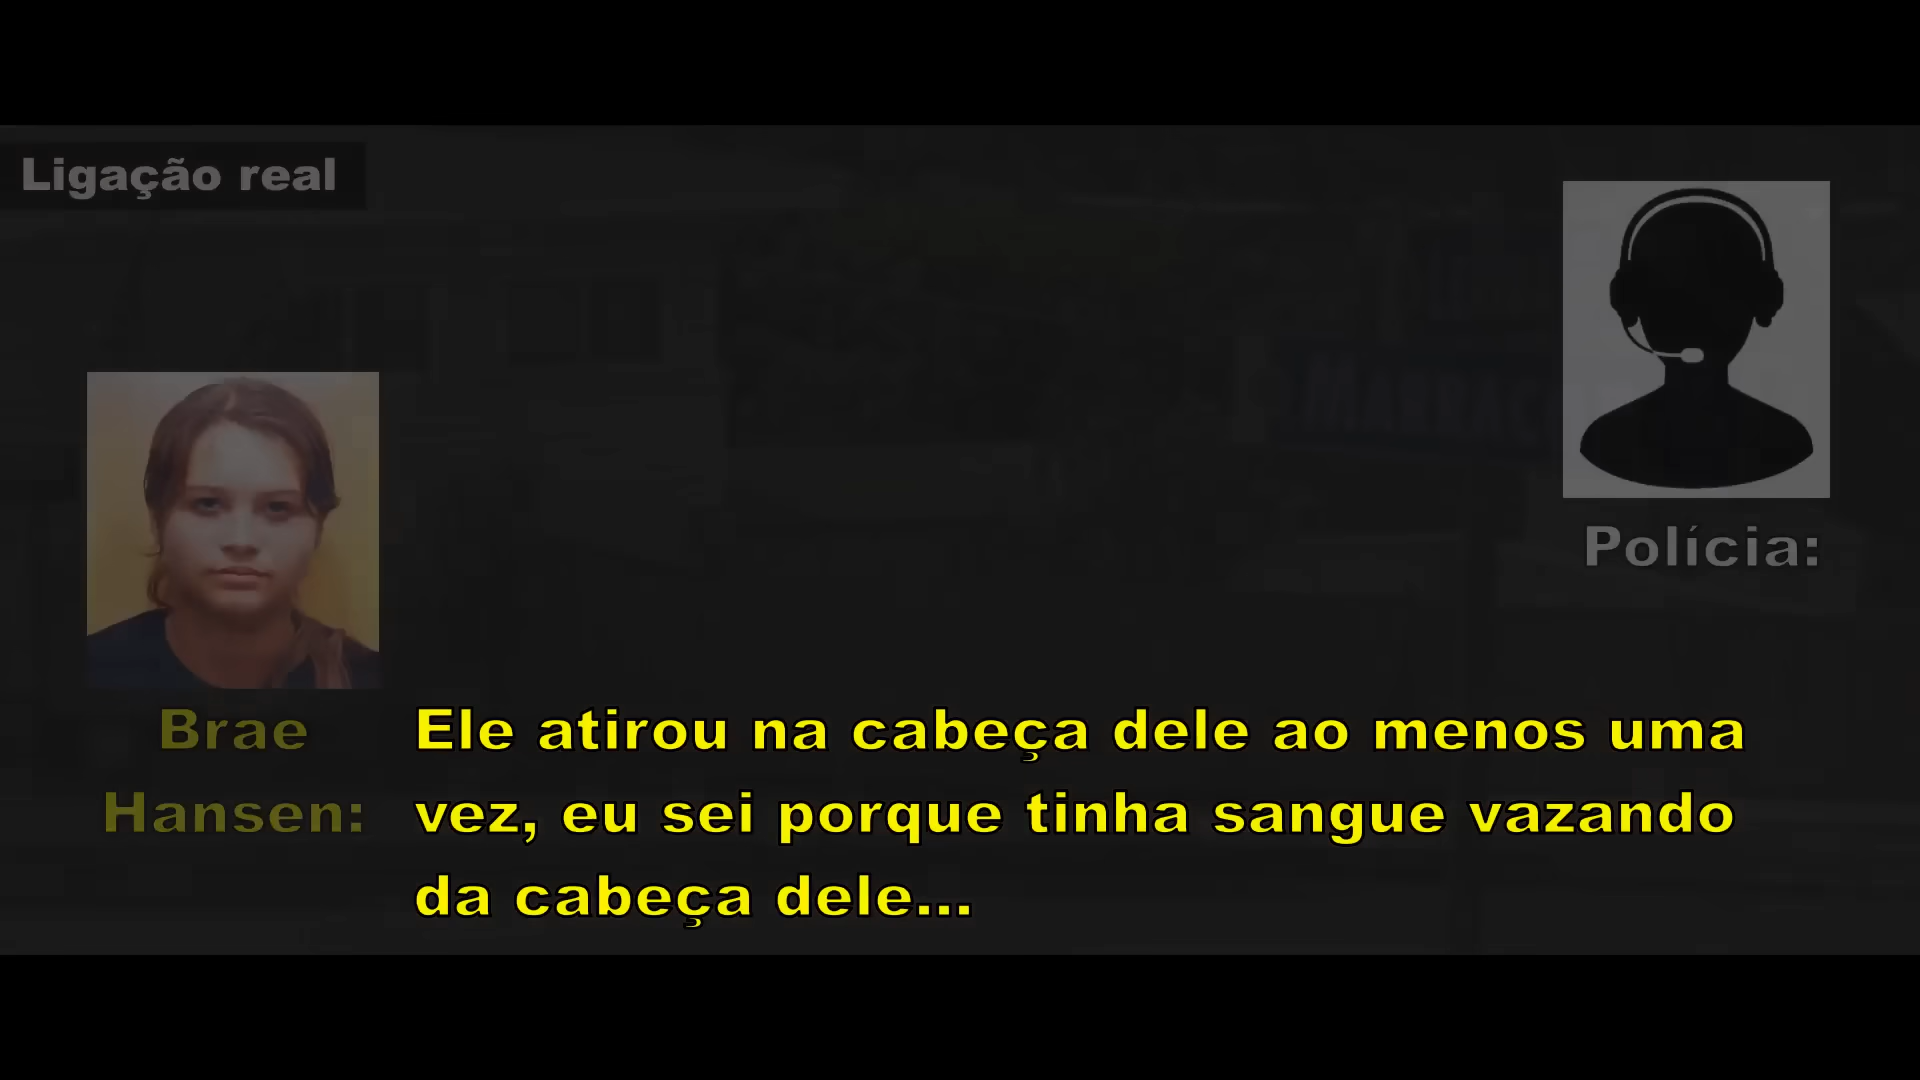 Ligação real
Polícia:
Brae
Hansen:
Ele atirou na cabeça dele ao menos uma
vez, eu sei porque tinha sangue vazando
da cabeça dele...